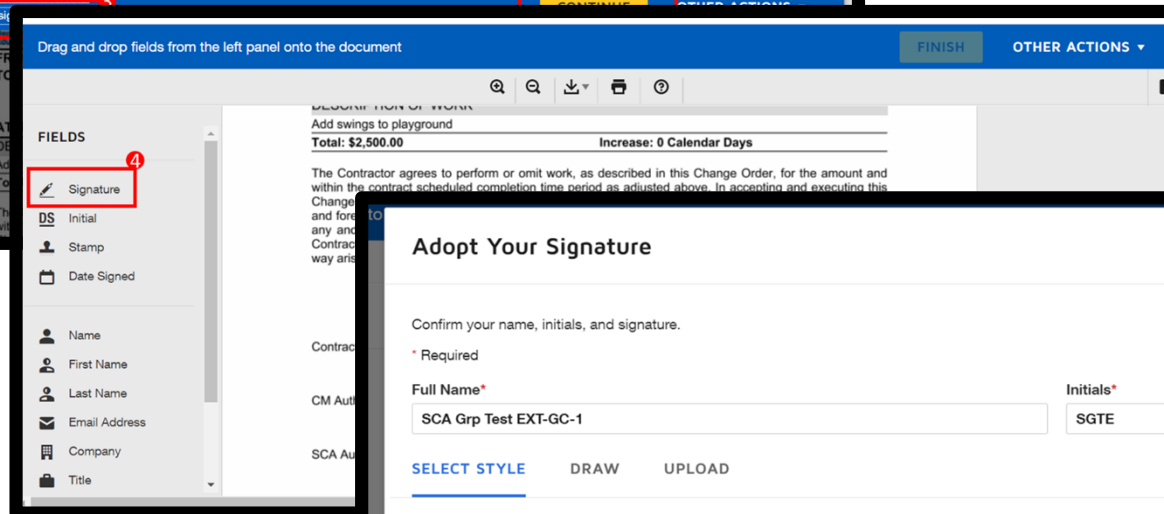 3
CONTINUE
OTHER ACTIONS
Drag and drop fields from the left panel onto the document
FINISH
OTHER ACTIONS
FIELDS
4
Signature
DS Initial
Stamp
Date Signed
Name
First Name
Last Name
Email Address
Company
Title
DESCRIPTION OF WORK
Add swings to playground
Total: $2,500.00 Increase: 0 Calendar Days
The Contractor agrees to perform or omit work, as described in this Change Order, for the amount and
within the contract scheduled completion time period as adjusted above. In accepting and executing this
Change
and fore
any and
Contrac
way aris
Contrac
CM Aut
SCA Au
to
Adopt Your Signature
Confirm your name, initials, and signature.
* Required
Full Name*
Initials*
SCA Grp Test EXT-GC-1
SGTE
SELECT STYLE DRAW UPLOAD